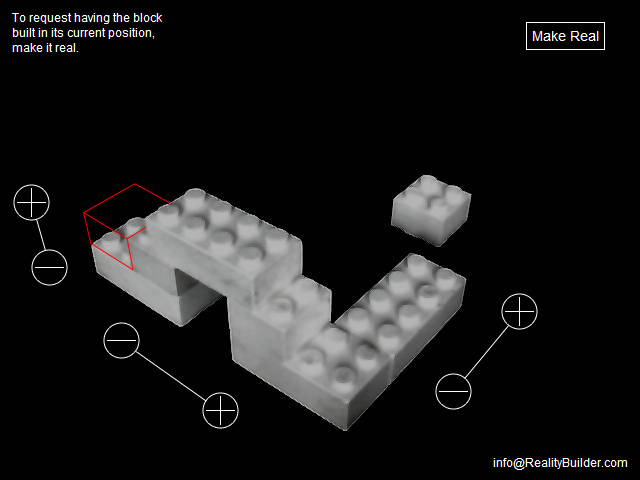 To request having the block
built in its current position,
make it real.
Make Real
info@RealityBuilder.com